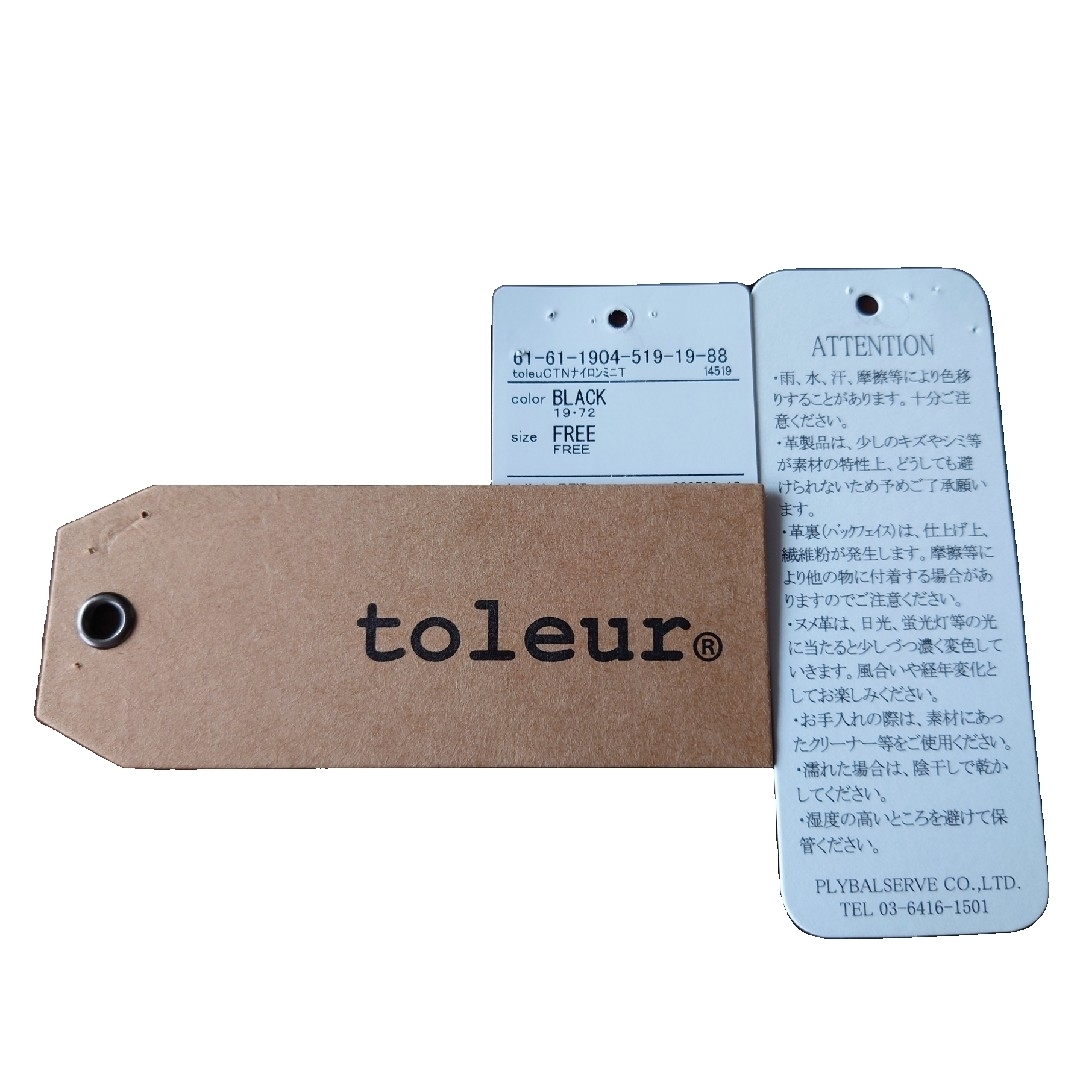 61-61-1904-519-19-88
toleuCTNナイロンミニT 14519
color BLACK
19・72
size FREE
FREE
toleur®
ATTENTION
・雨、水、汗、摩擦等により色移
りすることがあります。十分ご注
意ください。
・革製品は、少しのキズやシミ等
が素材の特性上、どうしても避
けられないため予めご了承願い
ます。
・革裏(バックフェイス)は、仕上げ上、
繊維粉が発生します。摩擦等に
より他の物に付着する場合があ
りますのでご注意ください。
・ヌメ革は、日光、蛍光灯等の光
に当たると少しづつ濃く変色して
いきます。風合いや経年変化と
してお楽しみください。
・お手入れの際は、素材にあっ
たクリーナー等をご使用ください。
・濡れた場合は、陰干しで乾か
してください。
・湿度の高いところを避けて保
管ください。
PLYBALSERVE CO.,LTD.
TEL 03-6416-1501